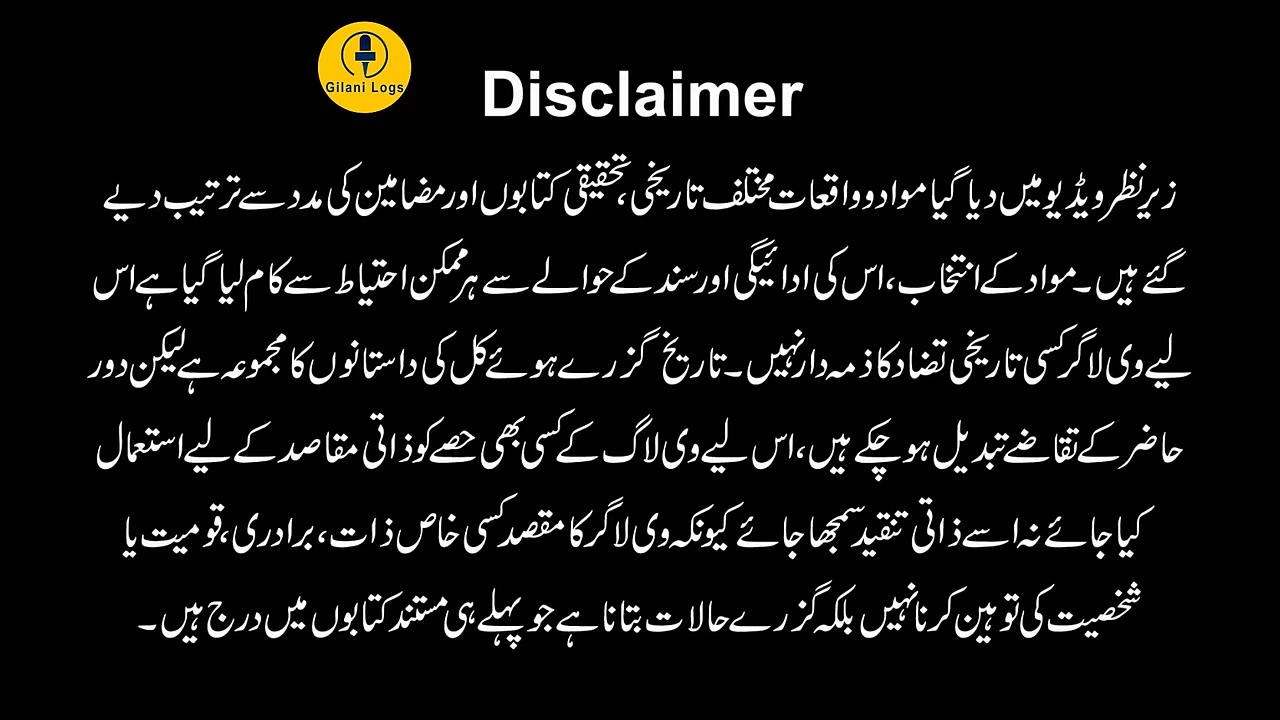 Gilani Logs
Disclaimer
زیرِنظر ویڈیو میں دیا گیا مواد و واقعات مختلف تاریخی، تحقیقی کتابوں اور مضامین کی مدد سے ترتیب دیے
گئے ہیں۔ مواد کے انتخاب، اس کی ادائیگی اور سند کے حوالے سے ہر ممکن احتیاط سے کام لیا گیا ہے اس
لیے وی لاگر کسی تاریخی تضاد کا ذمہ دار نہیں۔ تاریخ گزرے ہوئے کل کی داستانوں کا مجموعہ ہے لیکن دور
حاضر کے تقاضے تبدیل ہو چکے ہیں، اس لیے وی لاگ کے کسی بھی حصے کو ذاتی مقاصد کے لیے استعمال
کیا جائے نہ اسے ذاتی تنقید سمجھا جائے کیونکہ وی لاگر کا مقصد کسی خاص ذات، برادری، قومیت یا
شخصیت کی توہین کرنا نہیں بلکہ گزرے حالات بتانا ہے جو پہلے ہی مستند کتابوں میں درج ہیں۔